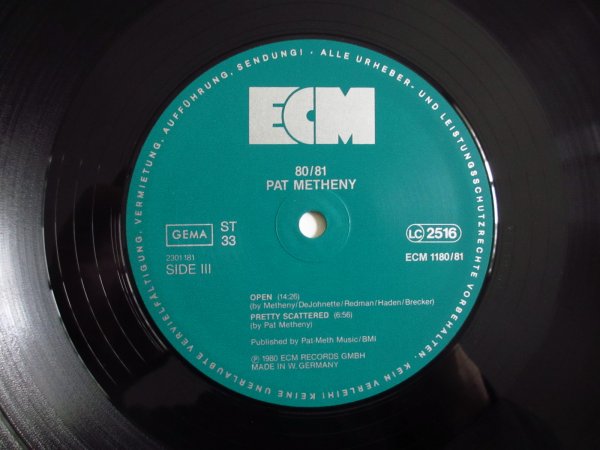 ALLE URHEBER- UND LEISTUNGSSCHUTZRECHTE VORBEHALTEN. KEIN VERLEIH! KEINE UNERLAUBTE VERVIELFÄLTIGUNG, VERMIETUNG, AUFFÜHRUNG, SENDUNG! ·
ECM
80/81
PAT METHENY
GEMA
ST
33
LC 2516
2301 181
SIDE III
ECM 1180/81
OPEN (14:26)
(by Metheny/DeJohnette/Redman/Haden/Brecker)
PRETTY SCATTERED (6:56)
(by Pat Metheny)
Published by Pat-Meth Music/BMI
℗ 1980 ECM RECORDS GMBH
MADE IN W. GERMANY